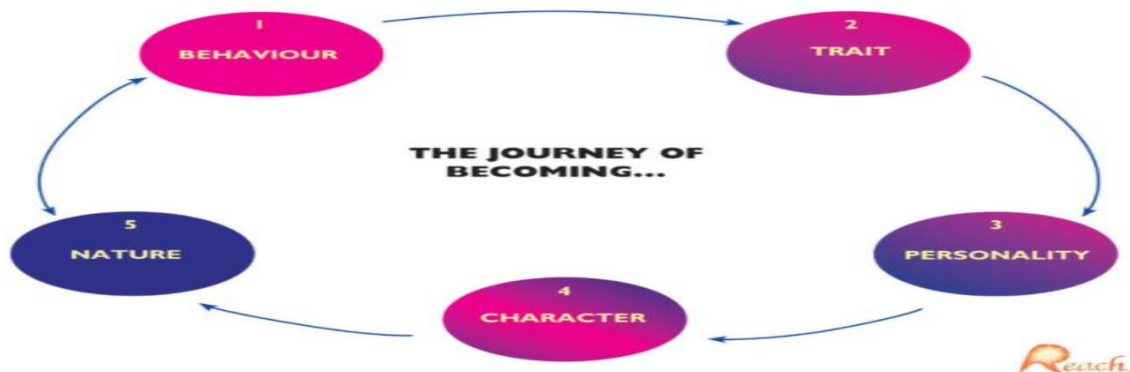 1
BEHAVIOUR
2
TRAIT
THE JOURNEY OF
BECOMING...
3
PERSONALITY
5
NATURE
4
CHARACTER
Reach